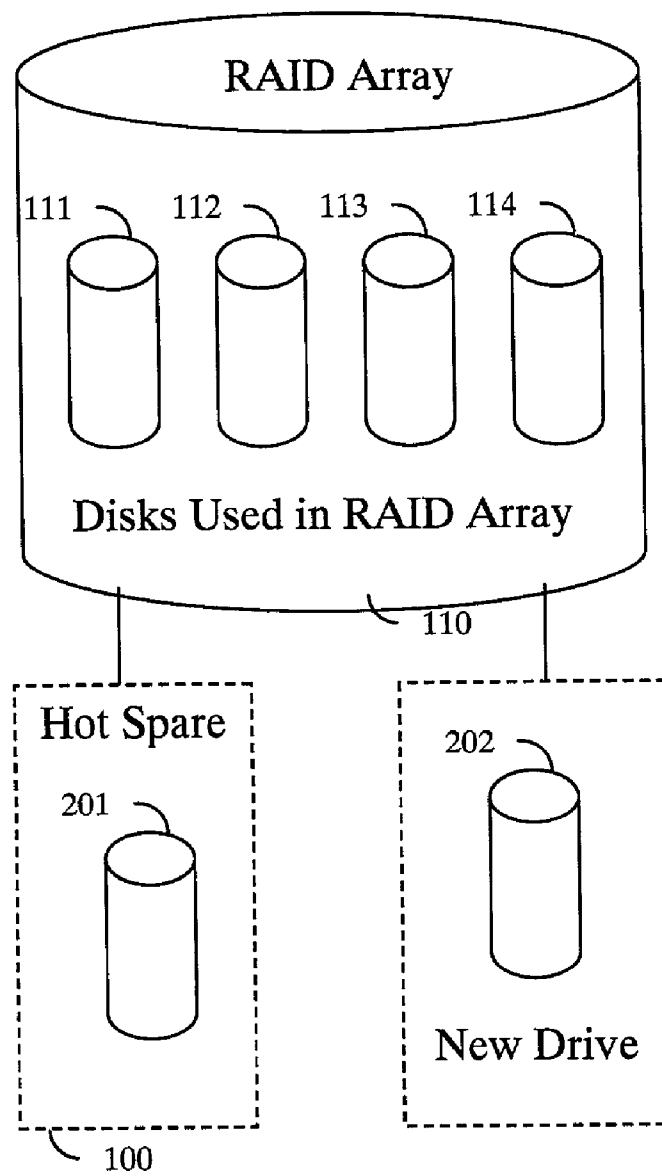 RAID Array
111 112 113 114
Disks Used in RAID Array
110
Hot Spare
202
201
New Drive
100